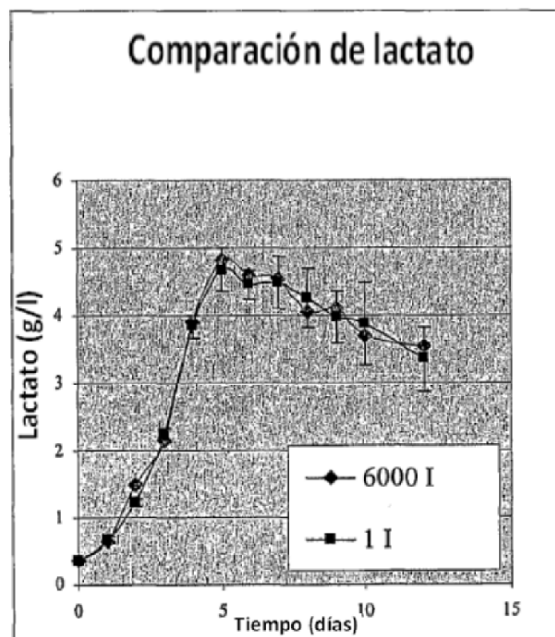 Comparación de lactato
6
5
4
3
2
1
0
Lactato (g/l)
0 5 10 15
Tiempo (días)
6000 I
1 I